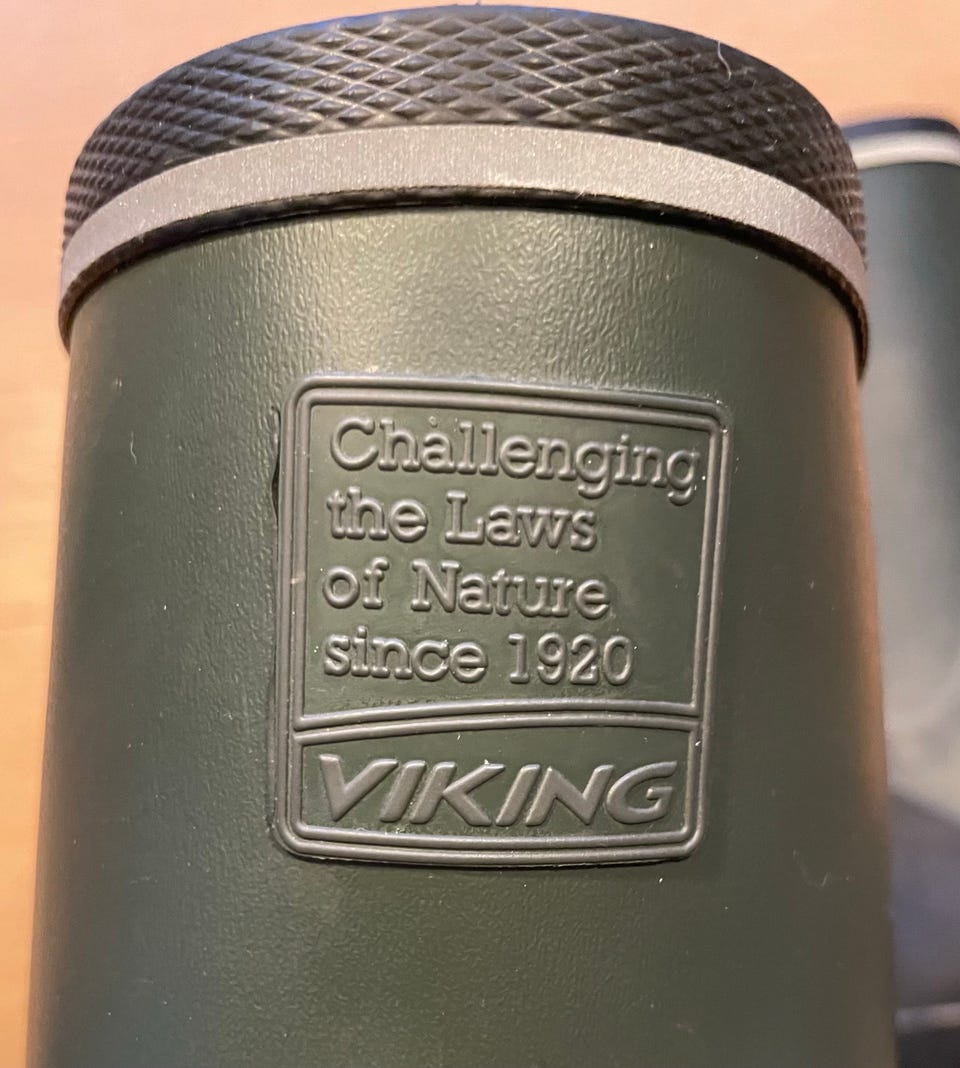 Challenging
the Laws
of Nature
since 1920
VIKING